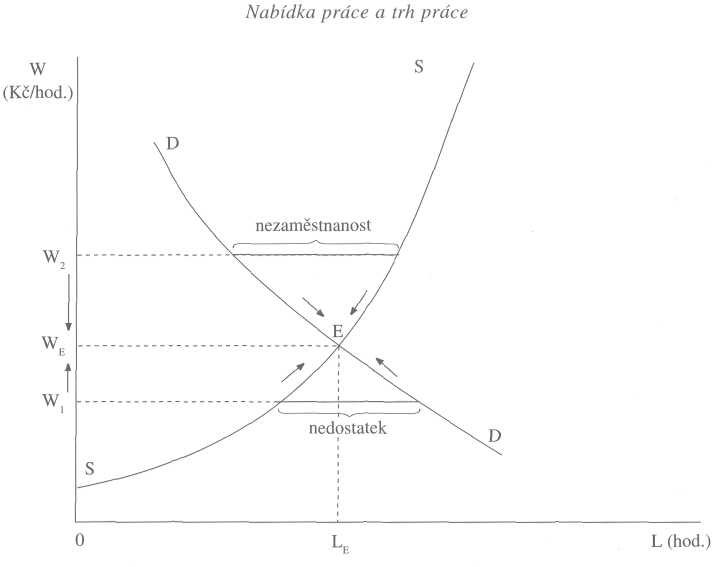 Nabídka práce a trh práce
W
(Kč/hod.)
S
D
nezaměstnanost
W2
E
WE
W1
nedostatek
D
S
0
LE
L (hod.)